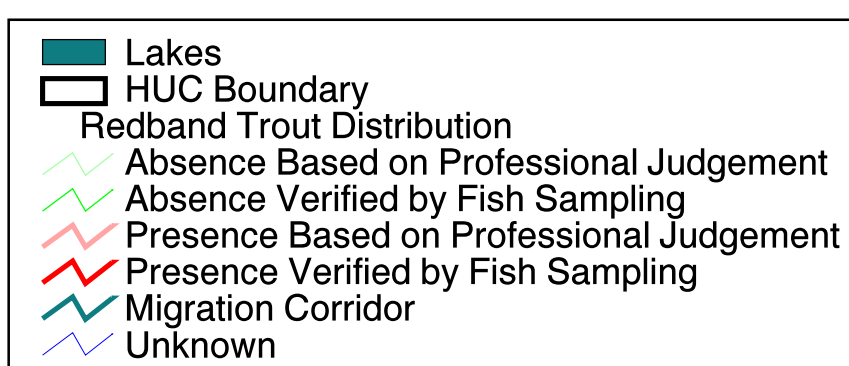 Lakes
HUC Boundary
Redband Trout Distribution
Absence Based on Professional Judgement
Absence Verified by Fish Sampling
Presence Based on Professional Judgement
Presence Verified by Fish Sampling
Migration Corridor
Unknown